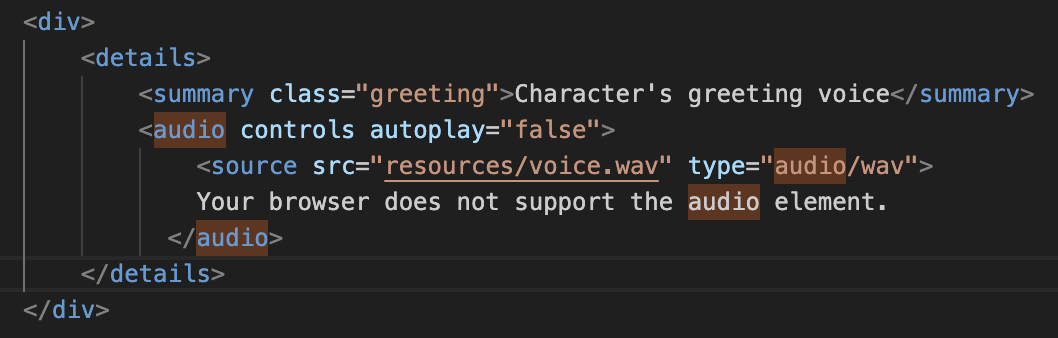 <div>
<details>
<summary class="greeting">Character's greeting voice</summary>
<audio controls autoplay="false">
<source src="resources/voice.wav" type="audio/wav">
Your browser does not support the audio element.
</audio>
</details>
</div>